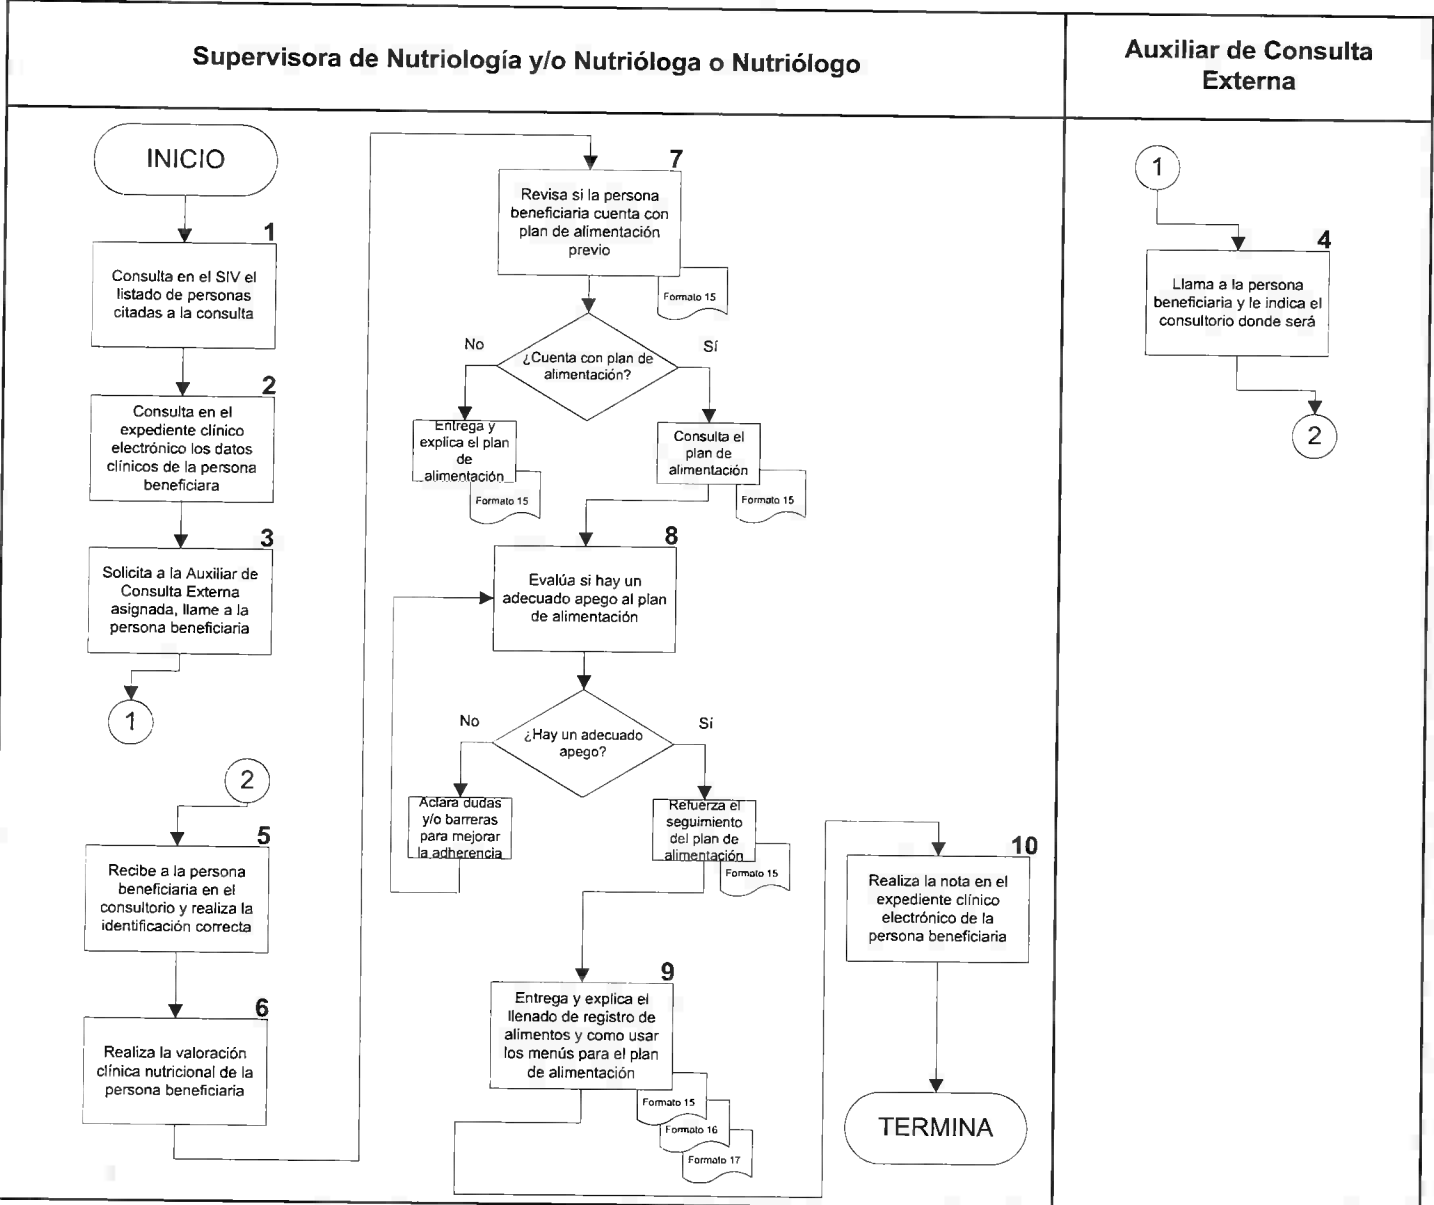 Supervisora de Nutriología y/o Nutrióloga o Nutriólogo
Auxiliar de Consulta
Externa
INICIO
1
Consulta en el SIV el
listado de personas
citadas a la consulta
2
Consulta en el
expediente clínico
electrónico los datos
clínicos de la persona
beneficiara
3
Solicita a la Auxiliar de
Consulta Externa
asignada, llame a la
persona beneficiaria
1
2
5
Recibe a la persona
beneficiaria en el
consultorio y realiza la
identificación correcta
6
Realiza la valoración
clínica nutricional de la
persona beneficiaria
7
Revisa si la persona
beneficiaria cuenta con
plan de alimentación
previo
Formato 15
¿Cuenta con plan de
alimentación?
No
Sí
Entrega y
explica el plan
de
alimentación
Formato 15
Consulta el
plan de
alimentación
Formato 15
8
Evalúa si hay un
adecuado apego al plan
de alimentación
¿Hay un adecuado
apego?
No
Sí
Aclara dudas
y/o barreras
para mejorar
la adherencia
Refuerza el
seguimiento
del plan de
alimentación
Formato 15
9
Entrega y explica el
llenado de registro de
alimentos y como usar
los menús para el plan
de alimentación
Formato 15
Formato 16
Formato 17
10
Realiza la nota en el
expediente clínico
electrónico de la
persona beneficiaria
TERMINA
1
4
Llama a la persona
beneficiaria y le indica el
consultorio donde será
2